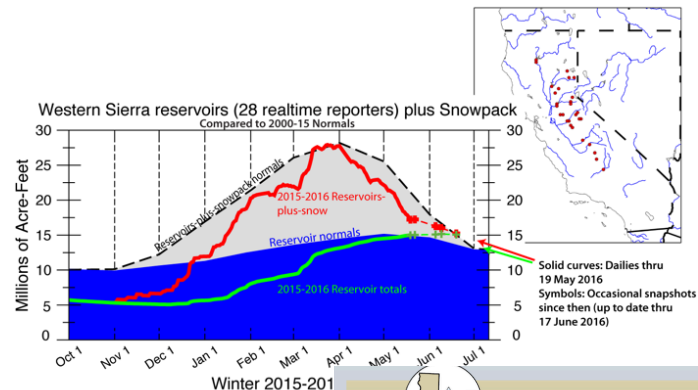 Western Sierra reservoirs (28 realtime reporters) plus Snowpack
Compared to 2000-15 Normals
Millions of Acre-Feet
30
25
20
15
10
5
0
30
25
20
15
10
5
0
Reservoirs-plus-snowpack normals
2015-2016 Reservoirs-
plus-snow
Reservoir normals
2015-2016 Reservoir totals
Oct 1
Nov 1
Dec 1
Jan 1
Feb 1
Mar 1
Apr 1
May 1
Jun 1
Jul 1
Winter 2015-201
Solid curves: Dailies thru
19 May 2016
Symbols: Occasional snapshots
since then (up to date thru
17 June 2016)